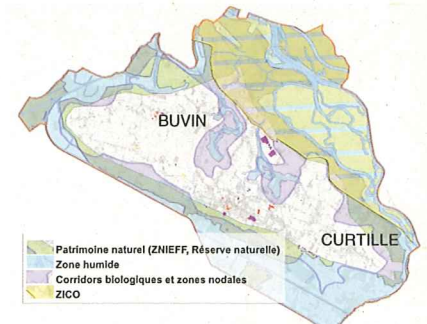 BUVIN
CURTILLE
Patrimoine naturel (ZNIEFF, Réserve naturelle)
Zone humide
Corridors biologiques et zones nodales
ZICO